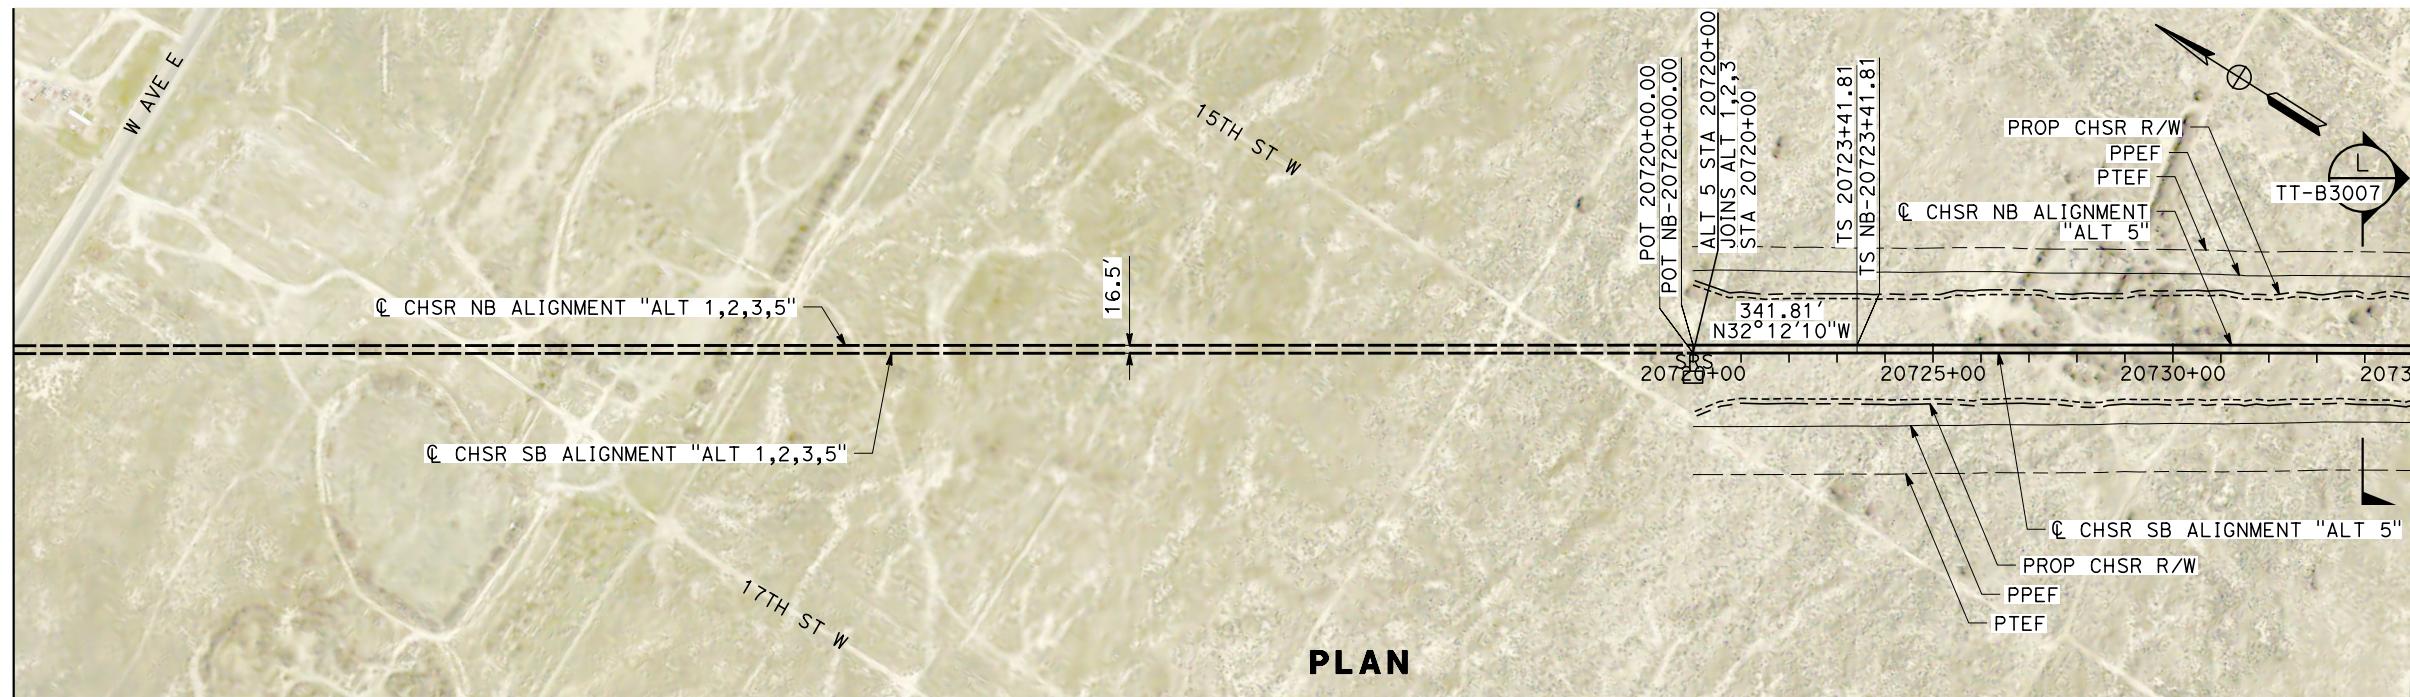 W AVE E
15TH ST W
17TH ST W
℄ CHSR NB ALIGNMENT "ALT 1,2,3,5"
℄ CHSR SB ALIGNMENT "ALT 1,2,3,5"
16.5'
POT 20720+00.00
POT NB-20720+00.00
ALT 5 STA 20720+00
JOINS ALT 1,2,3
STA 20720+00
TS 20723+41.81
TS NB-20723+41.81
341.81'
N32°12'10"W
SBS
20720+00
20725+00
20730+00
2073
PROP CHSR R/W
PPEF
PTEF
℄ CHSR NB ALIGNMENT
"ALT 5"
L
TT-B3007
℄ CHSR SB ALIGNMENT "ALT 5"
PROP CHSR R/W
PPEF
PTEF
PLAN